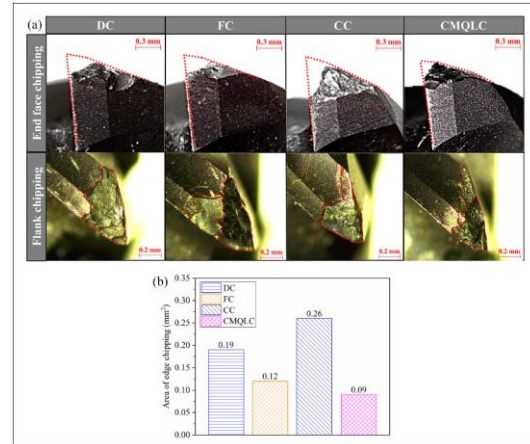 (a) DC FC CC CMQLC
End face chipping
0.3 mm 0.3 mm 0.3 mm 0.3 mm
Flank chipping
0.2 mm 0.2 mm 0.2 mm 0.2 mm
(b)
Area of edge chipping (mm²)
0.35
0.30
0.25
0.20
0.15
0.10
0.05
0.00
DC
FC
CC
CMQLC
0.19
0.12
0.26
0.09